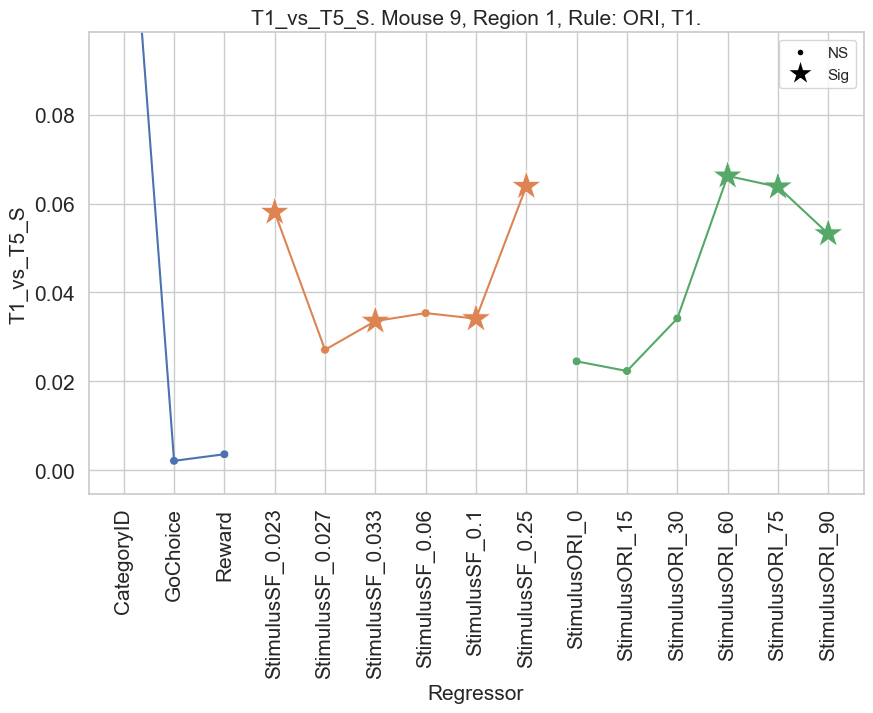 T1_vs_T5_S. Mouse 9, Region 1, Rule: ORI, T1.
NS
Sig
T1_vs_T5_S
0.08
0.06
0.04
0.02
0.00
CategoryID
GoChoice
Reward
StimulusSF_0.023
StimulusSF_0.027
StimulusSF_0.033
StimulusSF_0.06
StimulusSF_0.1
StimulusSF_0.25
StimulusORI_0
StimulusORI_15
StimulusORI_30
StimulusORI_60
StimulusORI_75
StimulusORI_90
Regressor